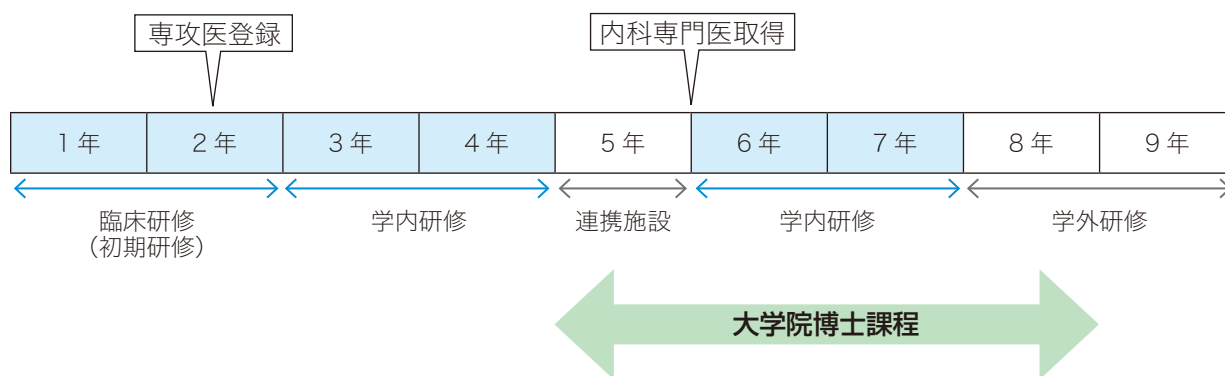 専攻医登録
内科専門医取得
1年
2年
3年
4年
5年
6年
7年
8年
9年
臨床研修
(初期研修)
学内研修
連携施設
学内研修
学外研修
大学院博士課程